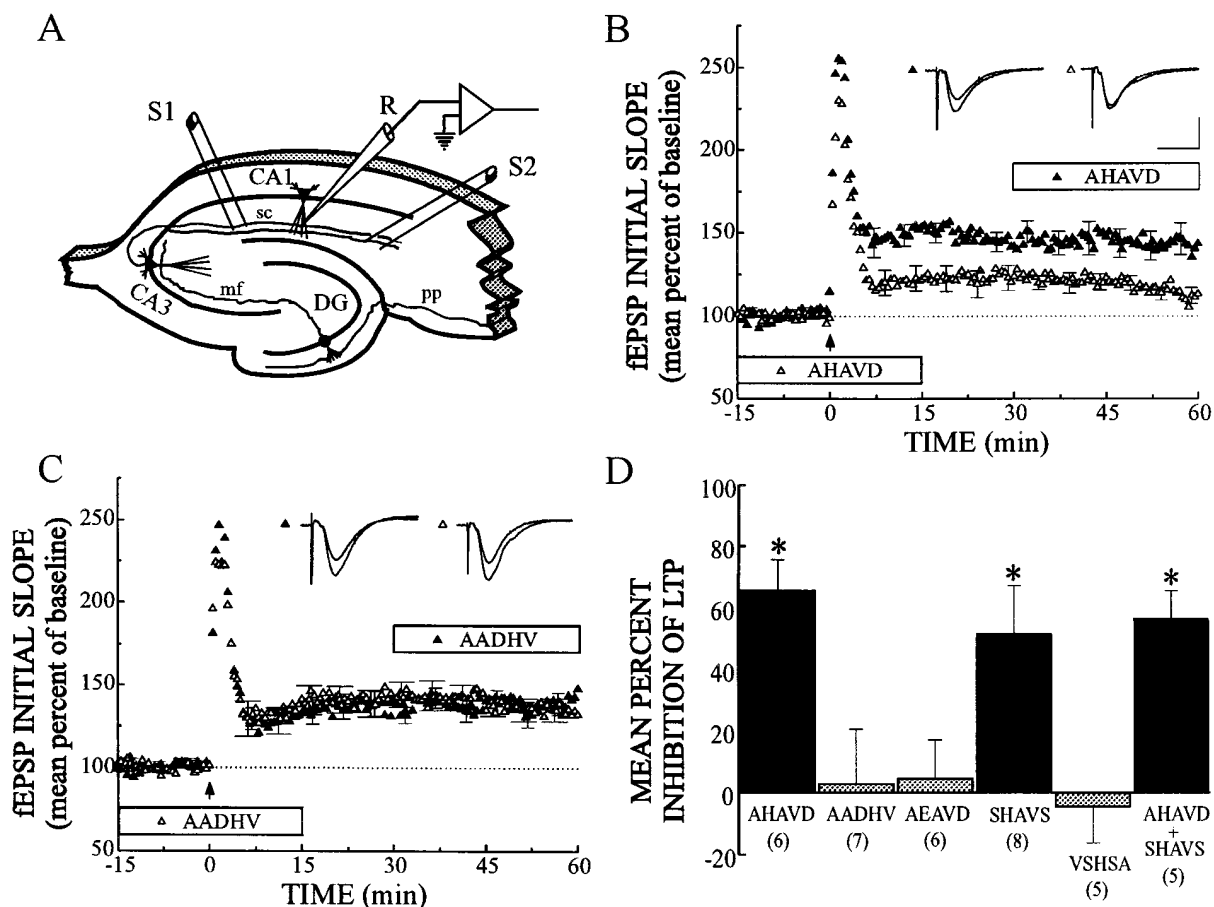 A
S1
R
S2
CA1
sc
CA3
mf
DG
pp
B
fEPSP INITIAL SLOPE
(mean percent of baseline)
250
200
150
100
50
▲ AHAVD
△ AHAVD
-15 0 15 30 45 60
TIME (min)
C
fEPSP INITIAL SLOPE
(mean percent of baseline)
250
200
150
100
50
▲ AADHV
△ AADHV
-15 0 15 30 45 60
TIME (min)
D
MEAN PERCENT
INHIBITION OF LTP
100
80
60
40
20
0
-20
* * *
AHAVD
(6)
AADHV
(7)
AEAVD
(6)
SHAVS
(8)
VSHSA
(5)
AHAVD
+
SHAVS
(5)